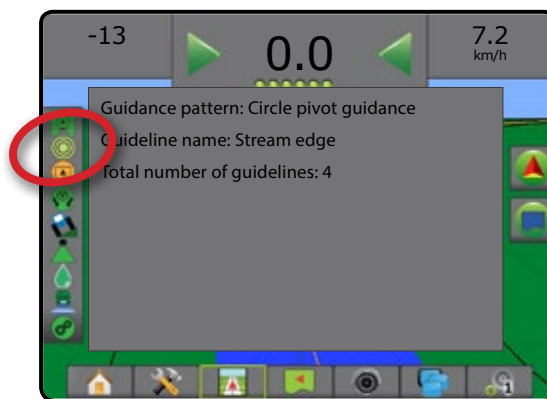 -13
0.0
7.2
km/h
Guidance pattern: Circle pivot guidance
Guideline name: Stream edge
Total number of guidelines: 4
1